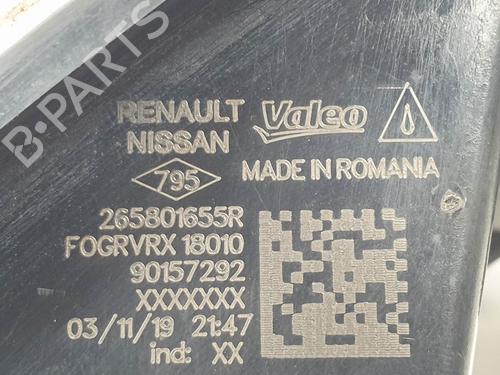 RENAULT
NISSAN
Valeo
795
MADE IN ROMANIA
265801655R
FOGRVRX 18010
90157292
XXXXXXX
03/11/19 21:47
ind: XX
B-PARTS